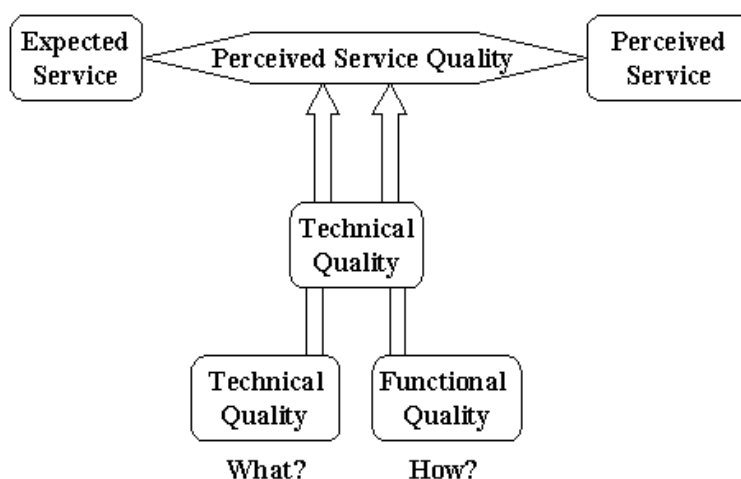 Expected
Service
Perceived Service Quality
Perceived
Service
Technical
Quality
Technical
Quality
Functional
Quality
What?
How?